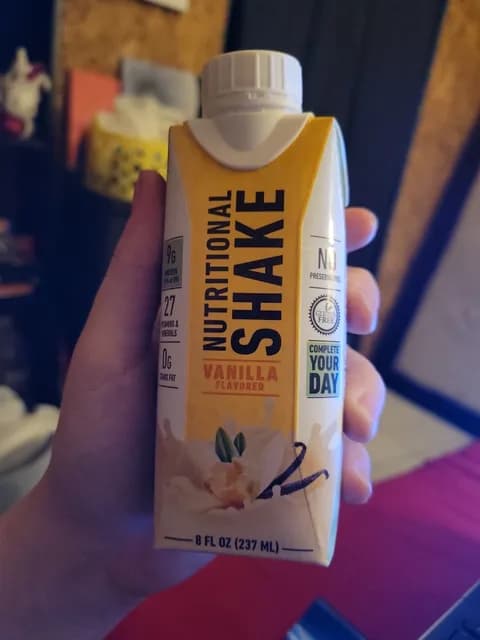 NUTRITIONAL
SHAKE
VANILLA
FLAVORED
9G
27
VITAMINS &
MINERALS
0G
TRANS FAT
NO
PRESERVATIVES
FREE
COMPLETE
YOUR
DAY
8 FL OZ (237 ML)